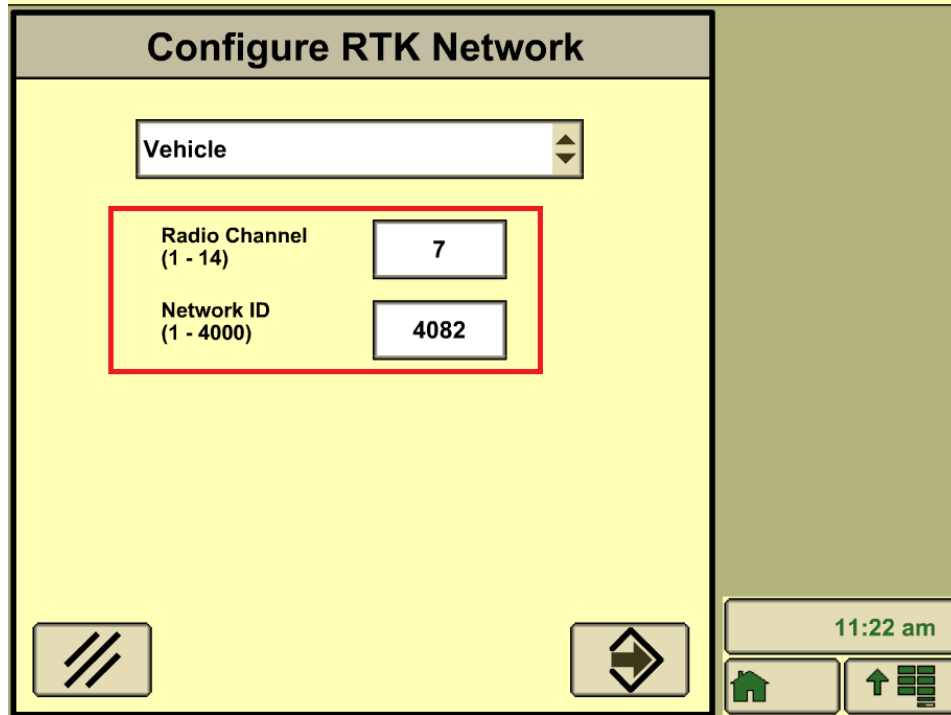 Configure RTK Network
Vehicle
Radio Channel
(1 - 14)
7
Network ID
(1 - 4000)
4082
11:22 am